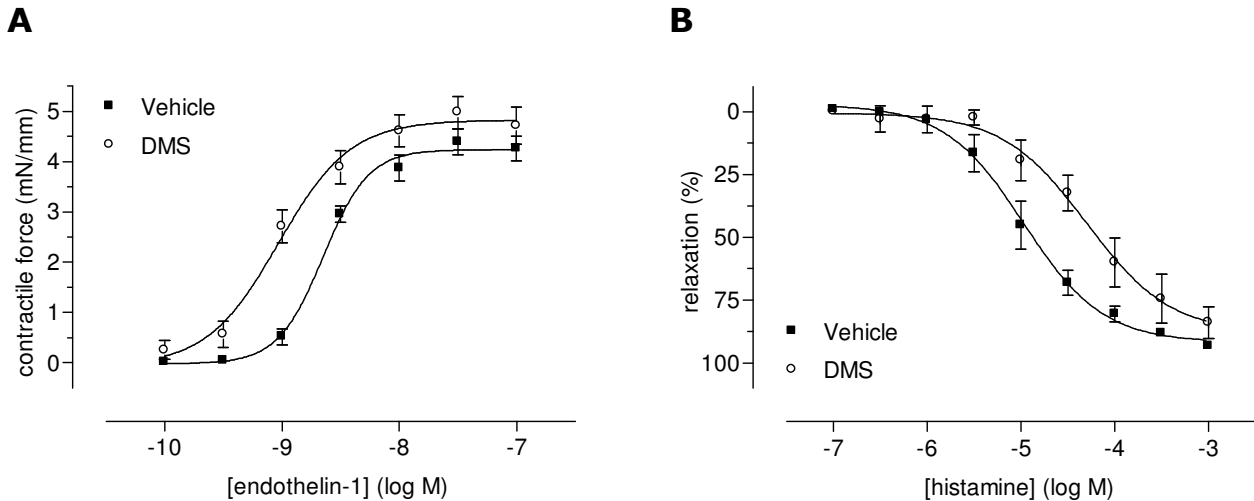 A
contractile force (mN/mm)
5
4
3
2
1
0
Vehicle
DMS
-10 -9 -8 -7
[endothelin-1] (log M)
B
relaxation (%)
0
25
50
75
100
Vehicle
DMS
-7 -6 -5 -4 -3
[histamine] (log M)